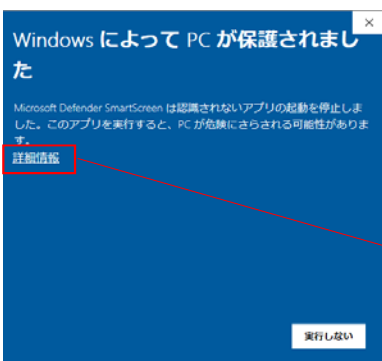 Windows によって PC が保護されまし
た
Microsoft Defender SmartScreen は認識されないアプリの起動を停止しま
した。このアプリを実行すると、PC が危険にさらされる可能性がありま
す。
詳細情報
実行しない